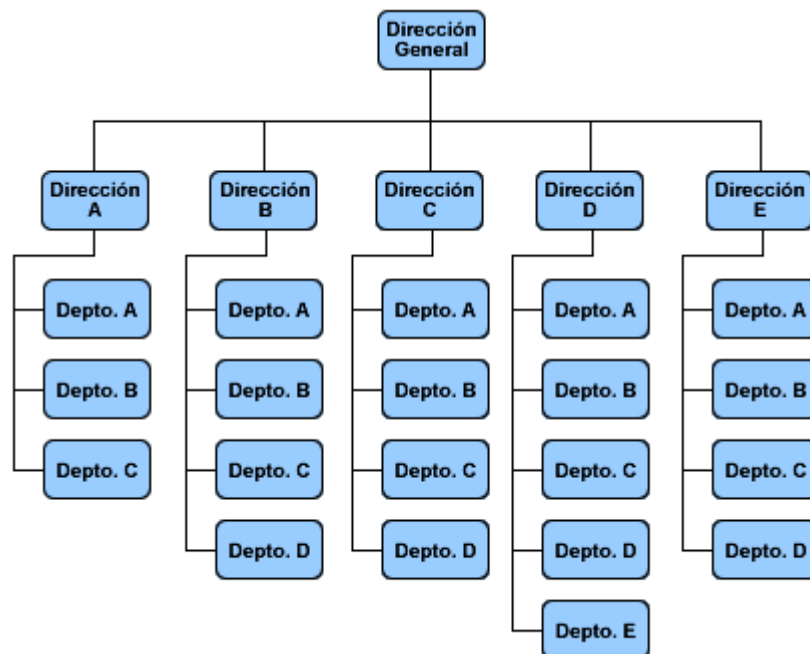 Dirección
General
Dirección
A
Dirección
B
Dirección
C
Dirección
D
Dirección
E
Depto. A
Depto. A
Depto. A
Depto. A
Depto. A
Depto. B
Depto. B
Depto. B
Depto. B
Depto. B
Depto. C
Depto. C
Depto. C
Depto. C
Depto. C
Depto. D
Depto. D
Depto. D
Depto. D
Depto. E